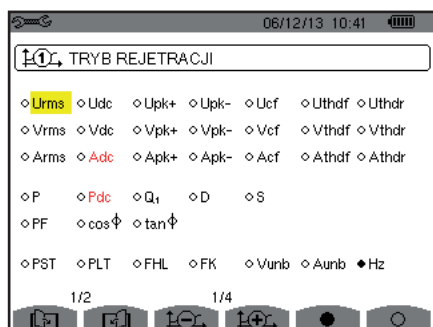 06/12/13 10:41
1 TRYB REJETRACJI
Urms Udc Upk+ Upk- Ucf Uthdf Uthdr
Vrms Vdc Vpk+ Vpk- Vcf Vthdf Vthdr
Arms Adc Apk+ Apk- Acf Athdf Athdr
P Pdc Q₁ D S
PF cosΦ tanΦ
PST PLT FHL FK Vunb Aunb Hz
1/2 1/4